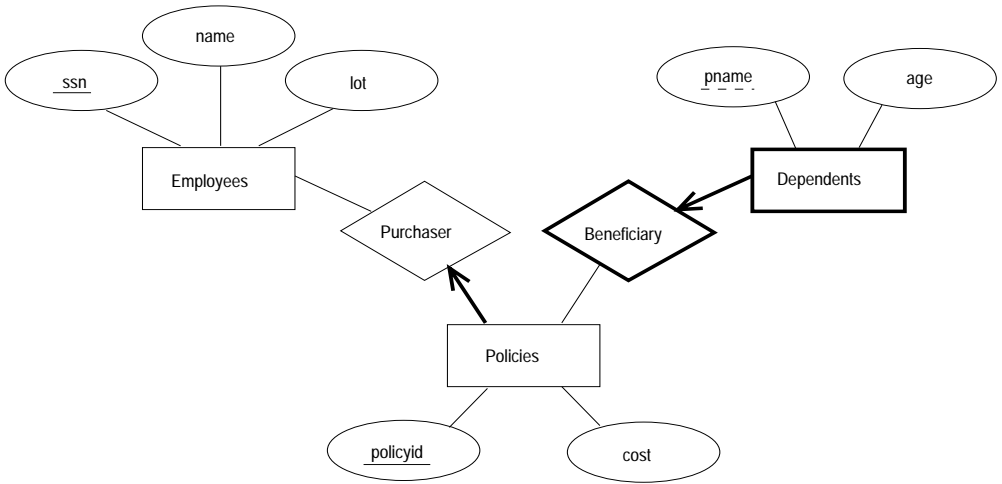 name
ssn
lot
pname
age
Employees
Dependents
Purchaser
Beneficiary
Policies
policyid
cost